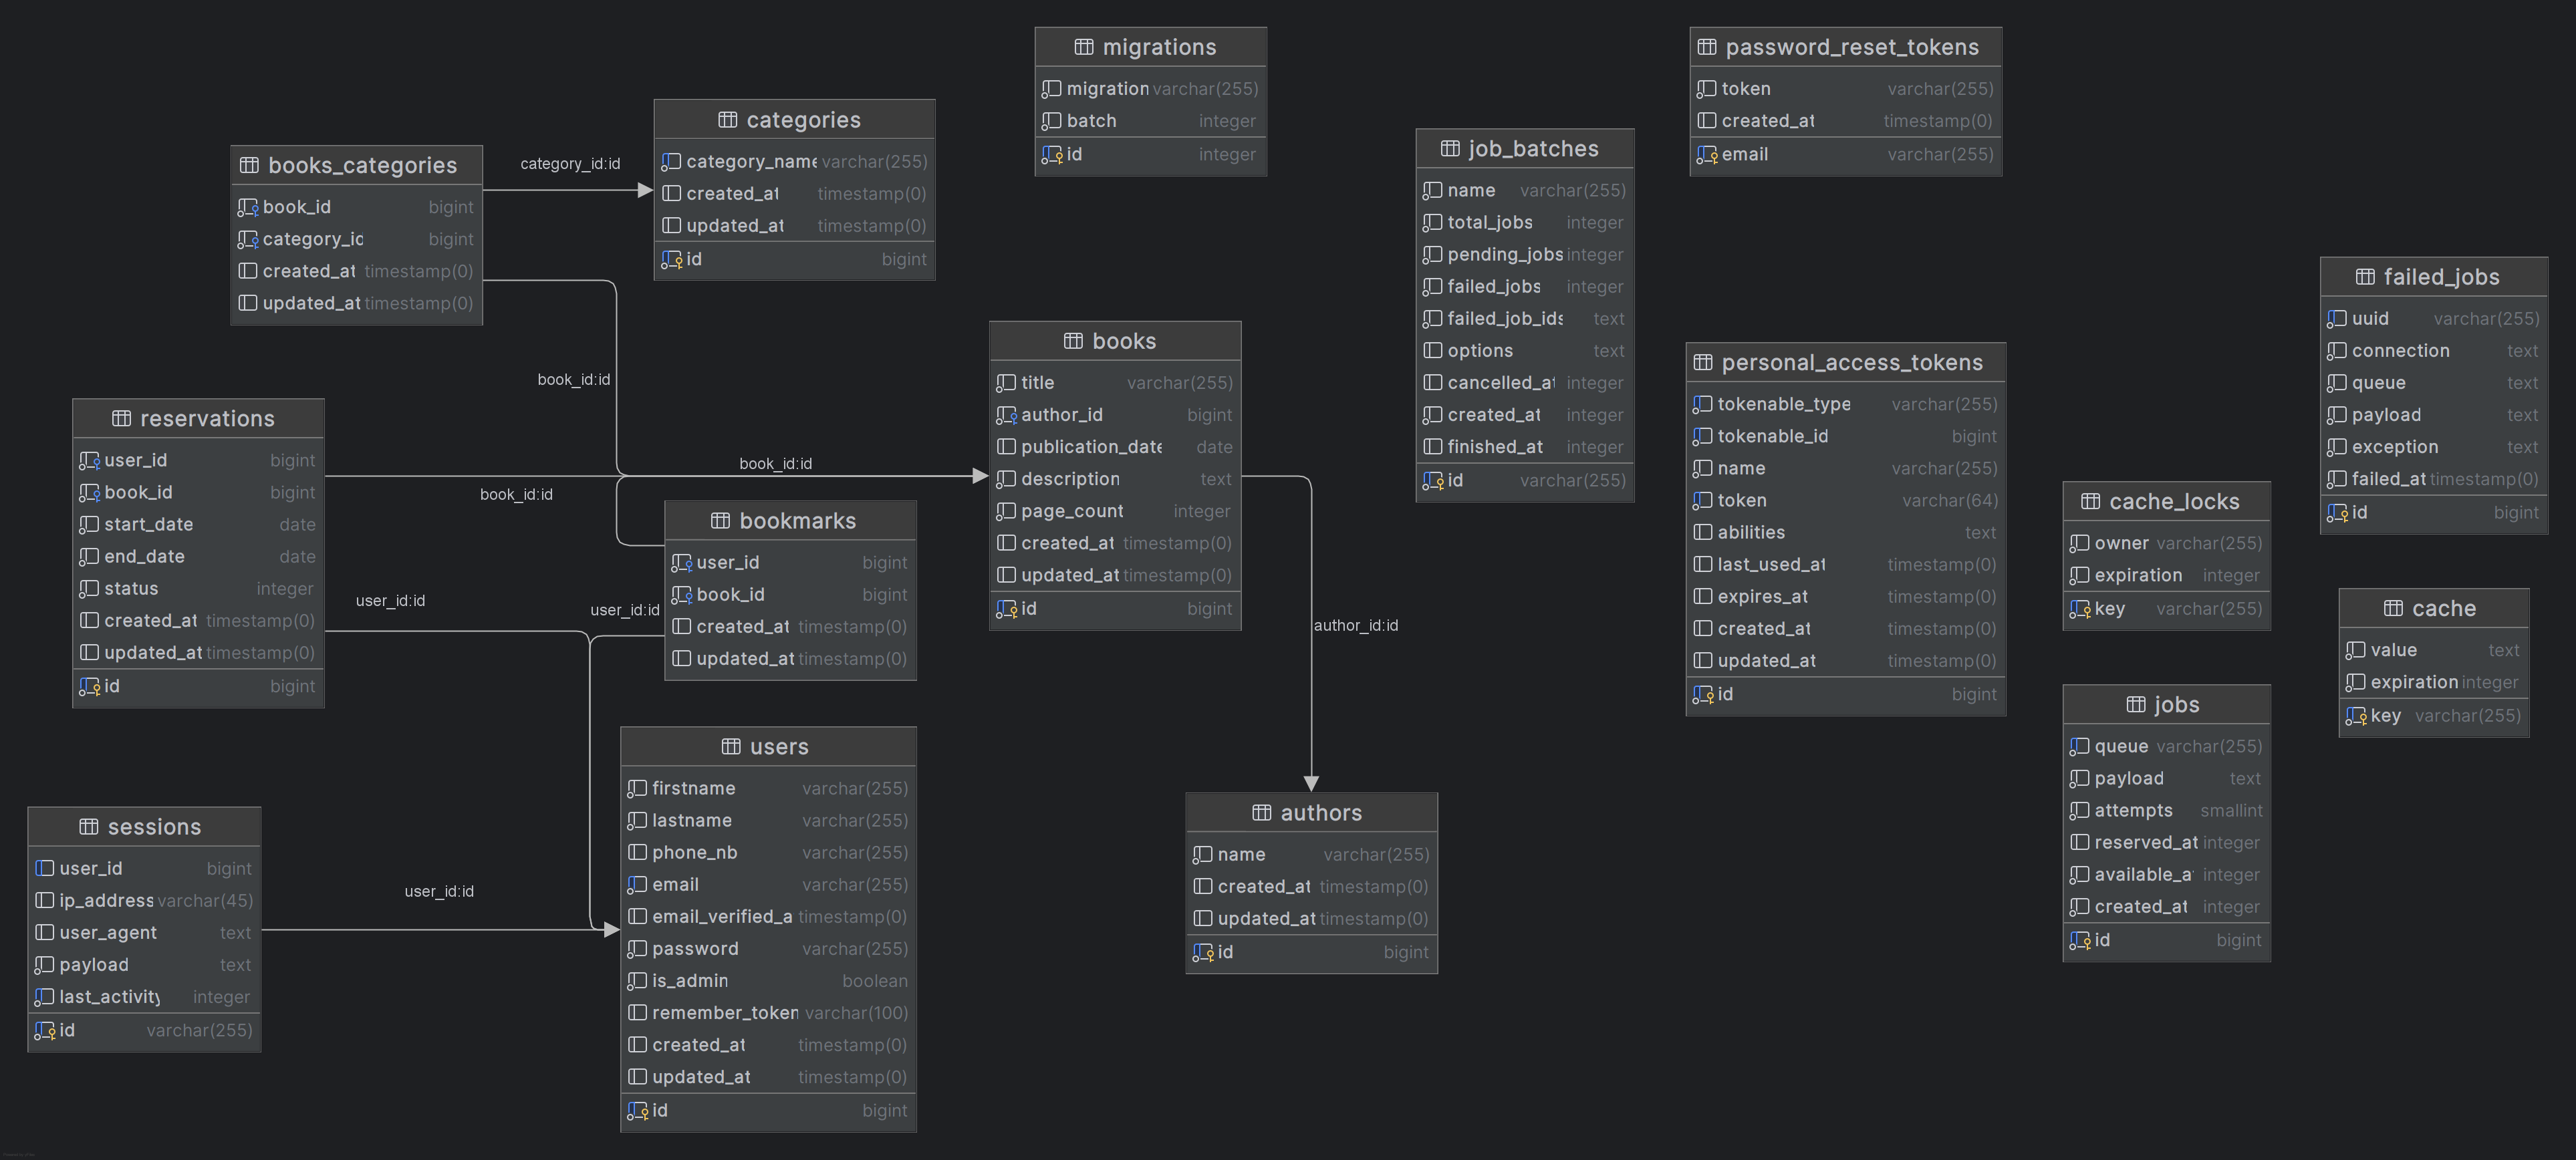 migrations
migration varchar(255)
batch integer
id integer
password_reset_tokens
token varchar(255)
created_at timestamp(0)
email varchar(255)
categories
category_name varchar(255)
created_at timestamp(0)
updated_at timestamp(0)
id bigint
job_batches
name varchar(255)
total_jobs integer
pending_jobs integer
failed_jobs integer
failed_job_ids text
options text
cancelled_at integer
created_at integer
finished_at integer
id varchar(255)
books_categories
book_id bigint
category_id bigint
created_at timestamp(0)
updated_at timestamp(0)
category_id:id
book_id:id
failed_jobs
uuid varchar(255)
connection text
queue text
payload text
exception text
failed_at timestamp(0)
id bigint
books
title varchar(255)
author_id bigint
publication_date date
description text
page_count integer
created_at timestamp(0)
updated_at timestamp(0)
id bigint
personal_access_tokens
tokenable_type varchar(255)
tokenable_id bigint
name varchar(255)
token varchar(64)
abilities text
last_used_at timestamp(0)
expires_at timestamp(0)
created_at timestamp(0)
updated_at timestamp(0)
id bigint
reservations
user_id bigint
book_id bigint
start_date date
end_date date
status integer
created_at timestamp(0)
updated_at timestamp(0)
id bigint
book_id:id
book_id:id
cache_locks
owner varchar(255)
expiration integer
key varchar(255)
bookmarks
user_id bigint
book_id bigint
created_at timestamp(0)
updated_at timestamp(0)
user_id:id
user_id:id
author_id:id
cache
value text
expiration integer
key varchar(255)
jobs
queue varchar(255)
payload text
attempts smallint
reserved_at integer
available_a integer
created_at integer
id bigint
users
firstname varchar(255)
lastname varchar(255)
phone_nb varchar(255)
email varchar(255)
email_verified_a timestamp(0)
password varchar(255)
is_admin boolean
remember_token varchar(100)
created_at timestamp(0)
updated_at timestamp(0)
id bigint
authors
name varchar(255)
created_at timestamp(0)
updated_at timestamp(0)
id bigint
sessions
user_id bigint
ip_address varchar(45)
user_agent text
payload text
last_activity integer
id varchar(255)
user_id:id